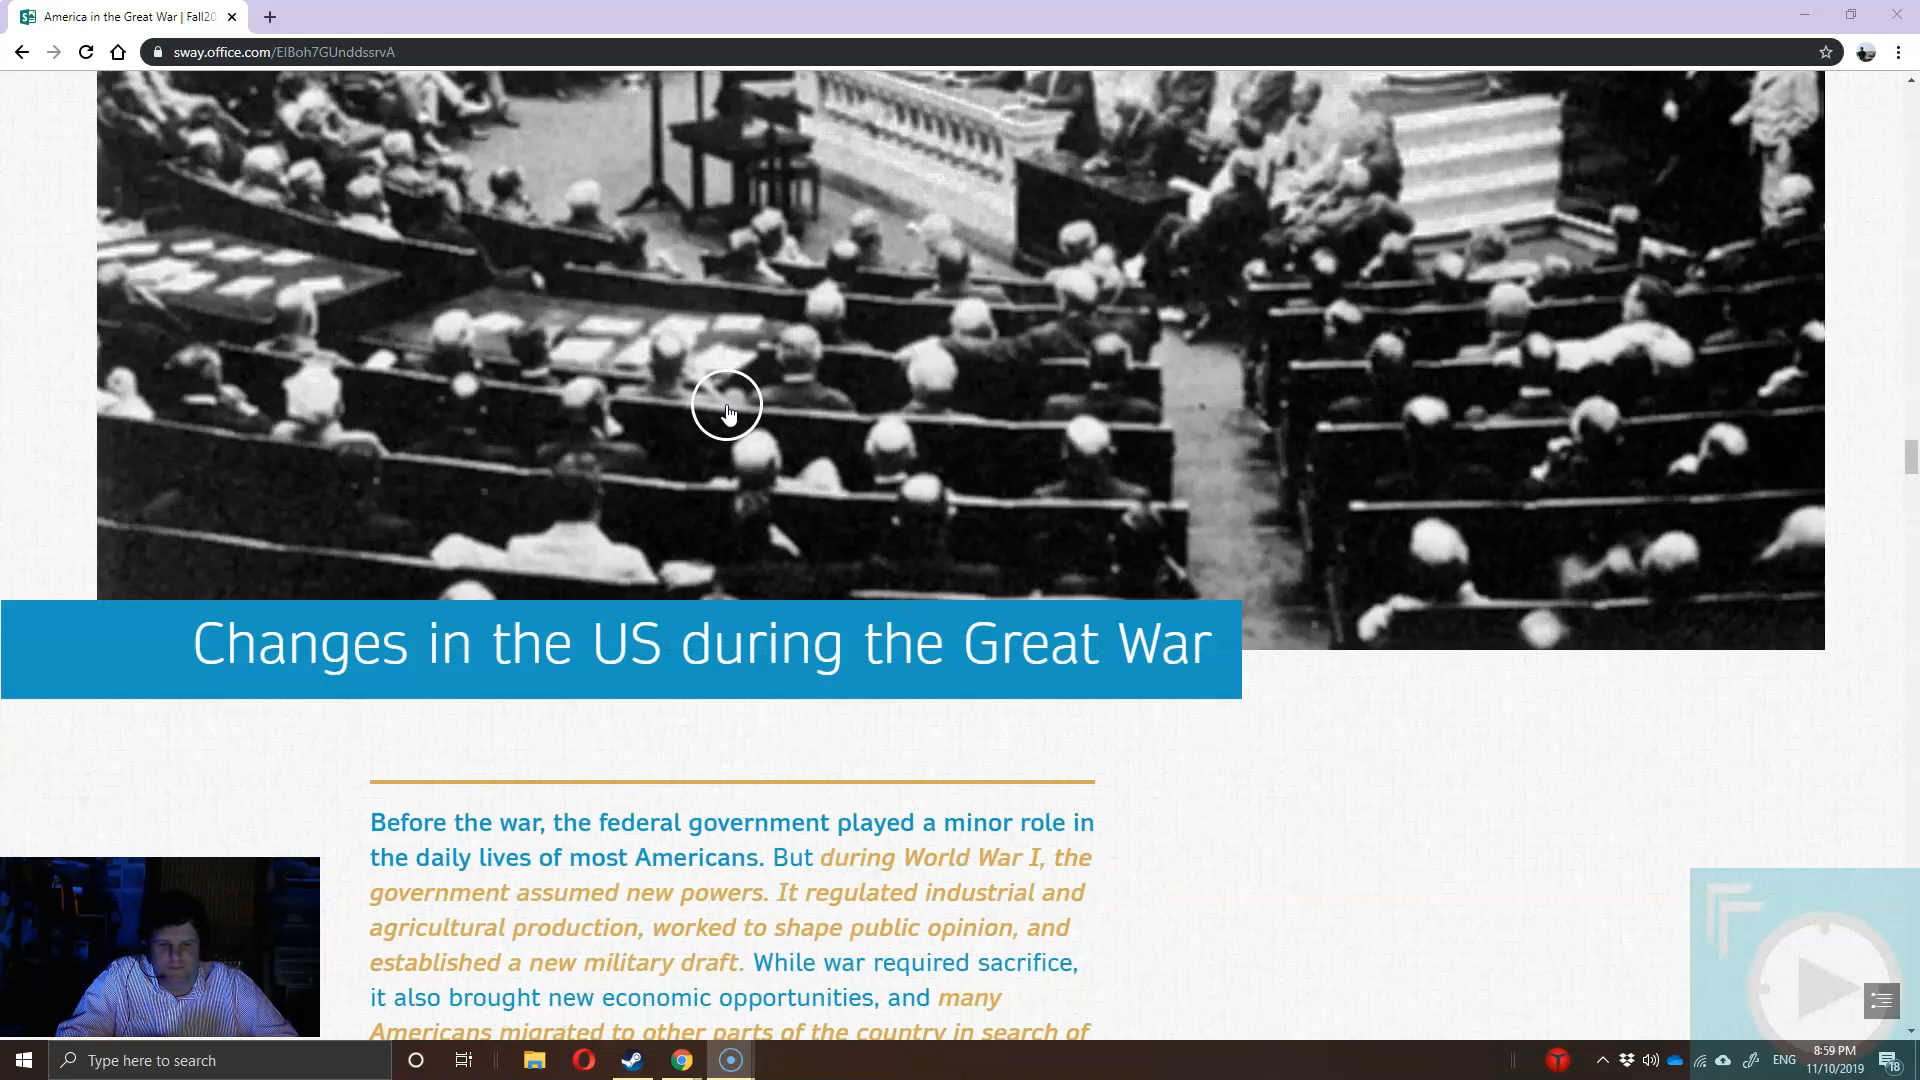 America in the Great War | Fall20
sway.office.com/ElBoh7GUnddssrvA
Changes in the US during the Great War
Before the war, the federal government played a minor role in
the daily lives of most Americans. But during World War I, the
government assumed new powers. It regulated industrial and
agricultural production, worked to shape public opinion, and
established a new military draft. While war required sacrifice,
it also brought new economic opportunities, and many
Americans migrated to other parts of the country in search of
Type here to search
ENG
8:59 PM
11/10/2019
18